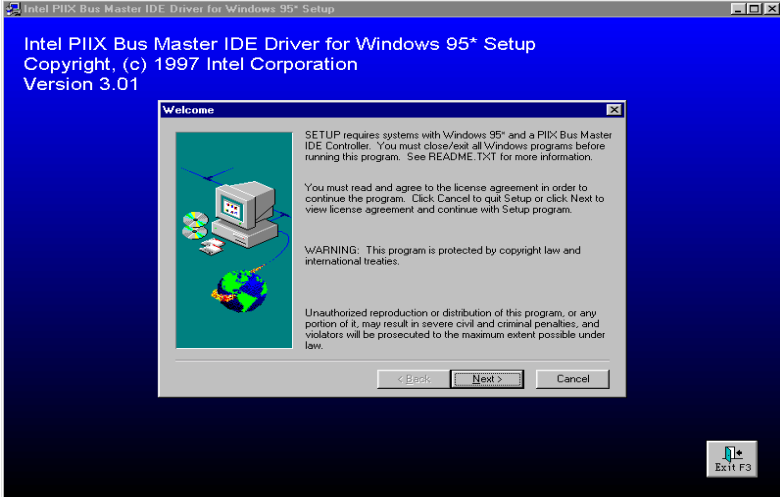 Intel PIIX Bus Master IDE Driver for Windows 95* Setup
Intel PIIX Bus Master IDE Driver for Windows 95* Setup
Copyright, (c) 1997 Intel Corporation
Version 3.01
Welcome
SETUP requires systems with Windows 95* and a PIIX Bus Master
IDE Controller.  You must close/exit all Windows programs before
running this program.  See README.TXT for more information.
You must read and agree to the license agreement in order to
continue the program.  Click Cancel to quit Setup or click Next to
view license agreement and continue with Setup program.
WARNING:  This program is protected by copyright law and
international treaties.
Unauthorized reproduction or distribution of this program, or any
portion of it, may result in severe civil and criminal penalties, and
violators will be prosecuted to the maximum extent possible under
law.
< Back
Next >
Cancel
Exit F3